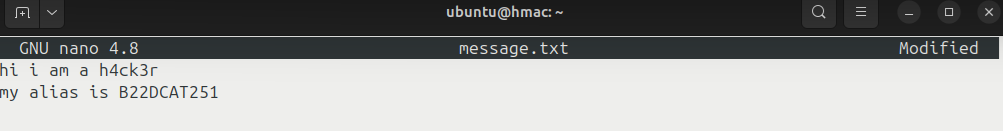 ubuntu@hmac: ~
GNU nano 4.8 message.txt Modified
hi i am a h4ck3r
my alias is B22DCAT251